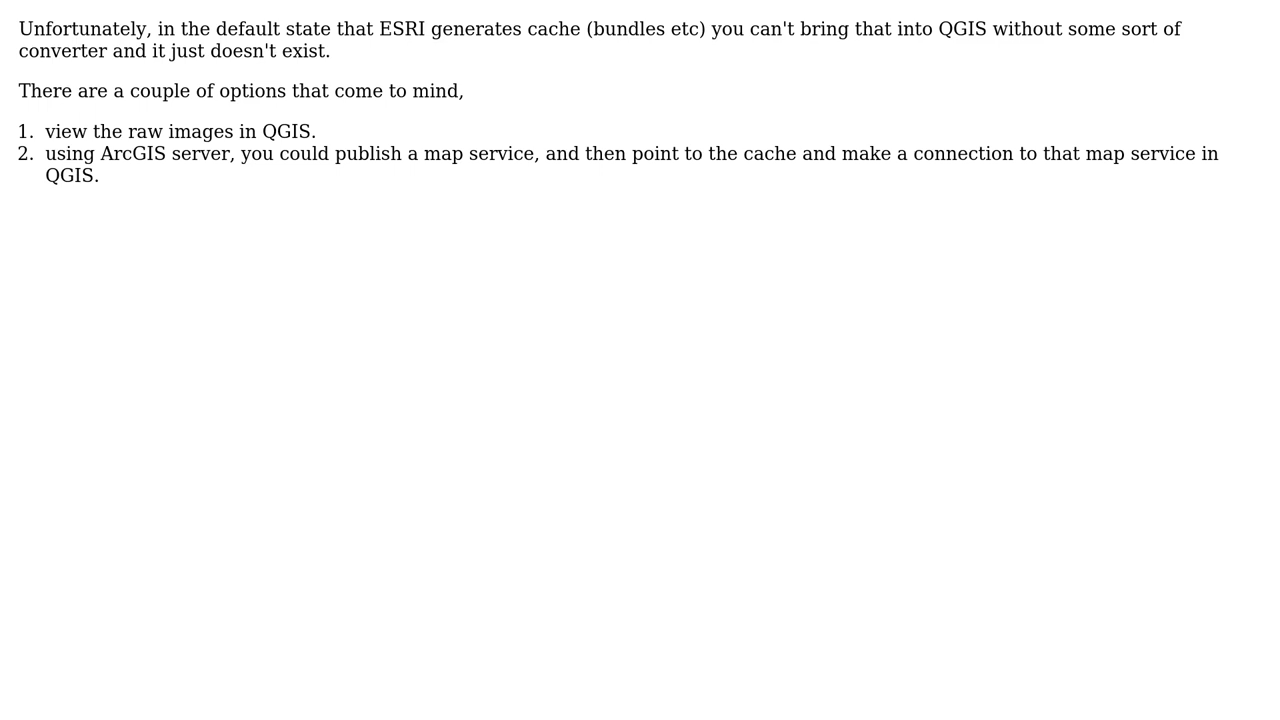 Unfortunately, in the default state that ESRI generates cache (bundles etc) you can't bring that into QGIS without some sort of
converter and it just doesn't exist.
There are a couple of options that come to mind,
1. view the raw images in QGIS.
2. using ArcGIS server, you could publish a map service, and then point to the cache and make a connection to that map service in
QGIS.